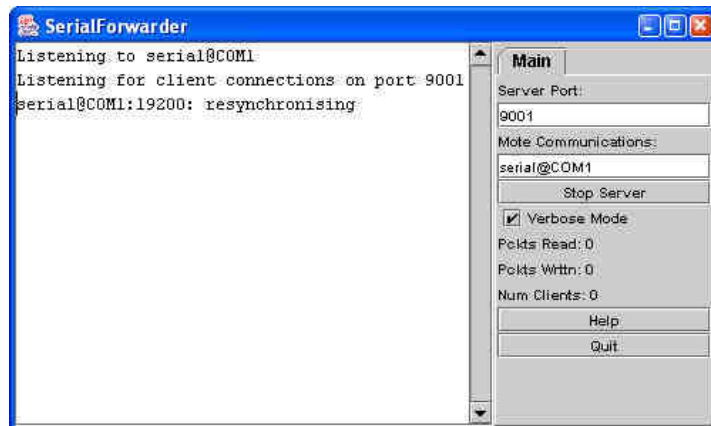 SerialForwarder
Listening to serial@COM1
Listening for client connections on port 9001
serial@COM1:19200: resynchronising
Main
Server Port:
9001
Mote Communications:
serial@COM1
Stop Server
Verbose Mode
Pckts Read: 0
Pckts Wrttn: 0
Num Clients: 0
Help
Quit